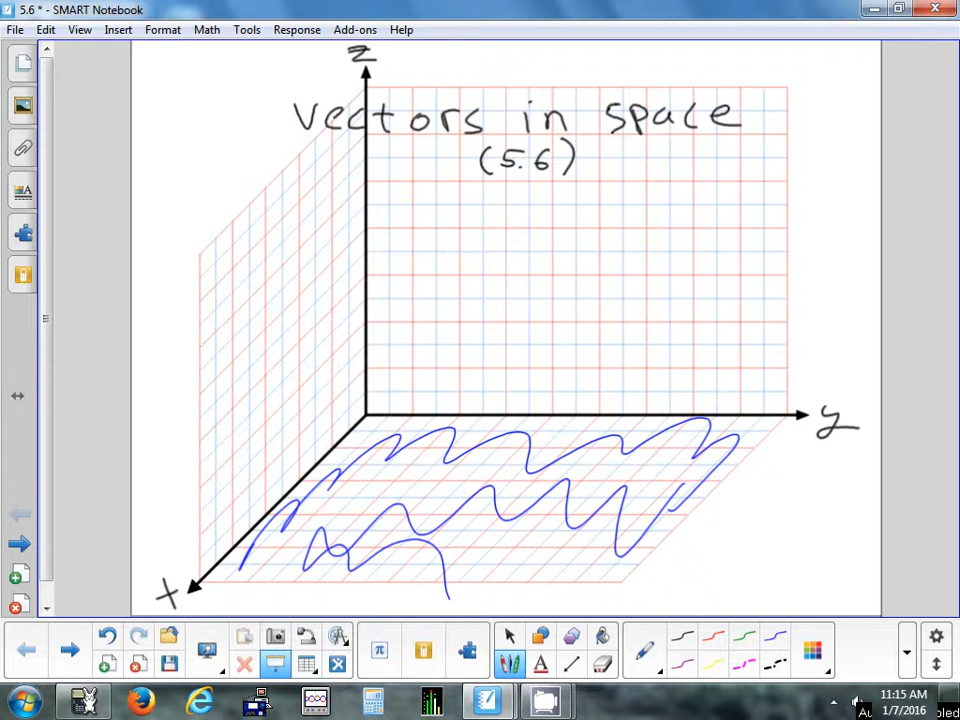 5.6 * - SMART Notebook
File Edit View Insert Format Math Tools Response Add-ons Help
z
vectors in space
(5.6)
y
x
π
A
11:15 AM
1/7/2016